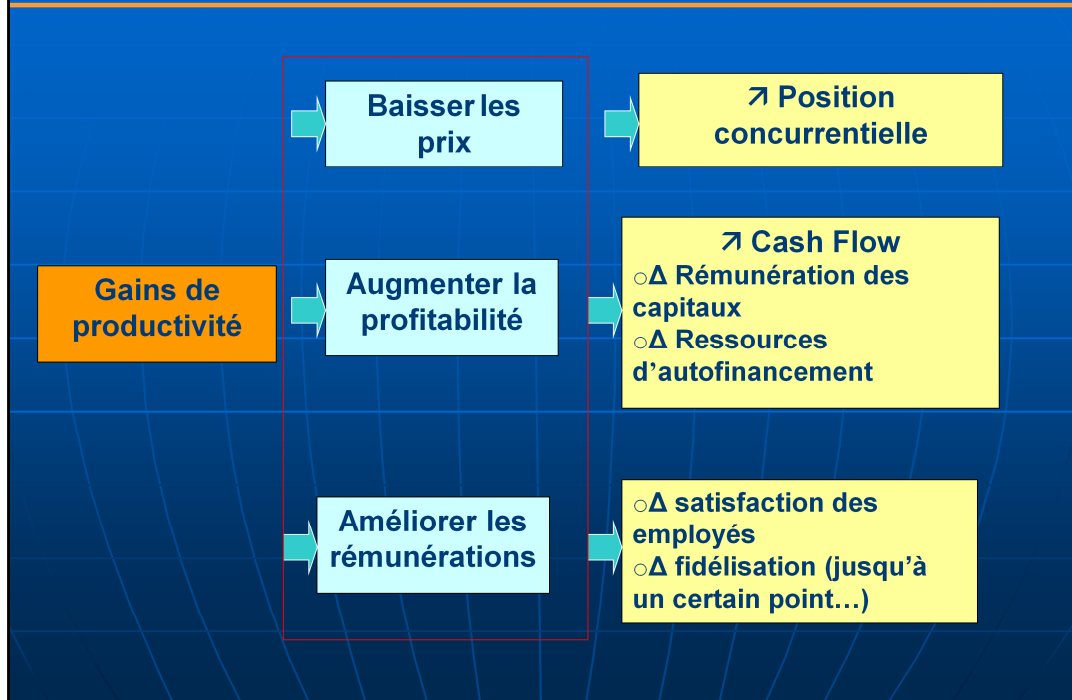 Gains de
productivité
Baisser les
prix
↗ Position
concurrentielle
Augmenter la
profitabilité
↗ Cash Flow
○Δ Rémunération des
capitaux
○Δ Ressources
d’autofinancement
Améliorer les
rémunérations
○Δ satisfaction des
employés
○Δ fidélisation (jusqu’à
un certain point…)